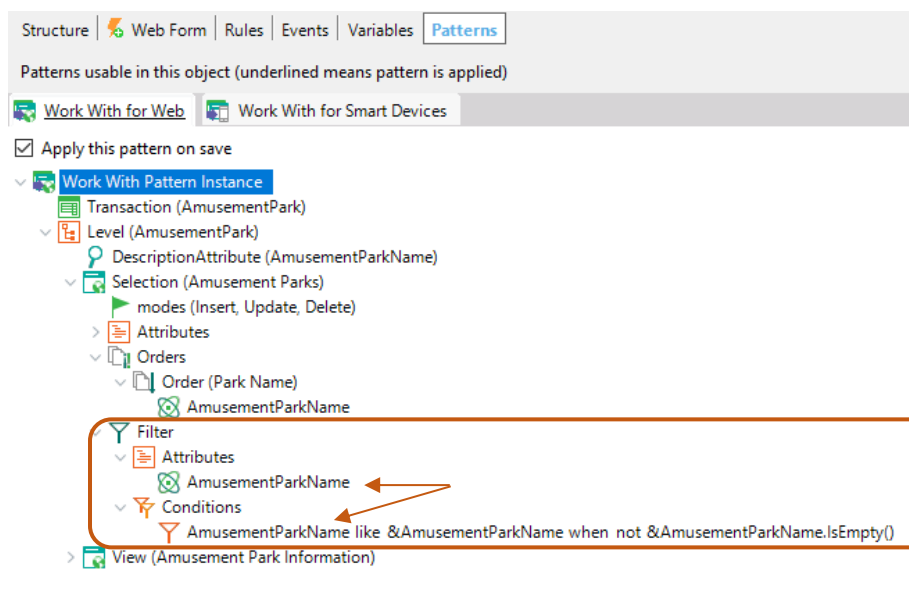 Structure Web Form Rules Events Variables Patterns
Patterns usable in this object (underlined means pattern is applied)
Work With for Web Work With for Smart Devices
Apply this pattern on save
Work With Pattern Instance
Transaction (AmusementPark)
Level (AmusementPark)
DescriptionAttribute (AmusementParkName)
Selection (Amusement Parks)
modes (Insert, Update, Delete)
Attributes
Orders
Order (Park Name)
AmusementParkName
Filter
Attributes
AmusementParkName
Conditions
AmusementParkName like &AmusementParkName when not &AmusementParkName.IsEmpty()
View (Amusement Park Information)